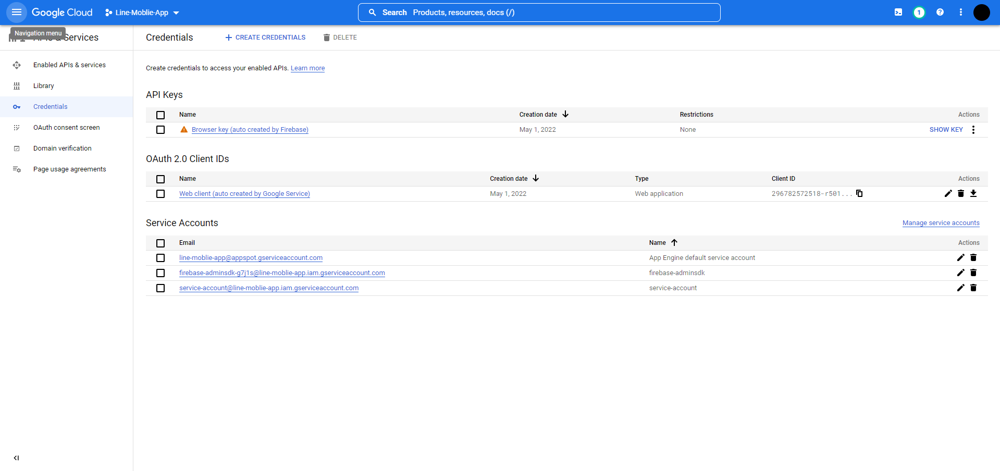 Google Cloud
Line-Moblie-App
Search Products, resources, docs (/)
1
Navigation menu
APIs & Services
Credentials
CREATE CREDENTIALS
DELETE
Enabled APIs & services
Library
Credentials
OAuth consent screen
Domain verification
Page usage agreements
Create credentials to access your enabled APIs. Learn more
API Keys
Name Creation date Restrictions Actions
Browser key (auto created by Firebase) May 1, 2022 None SHOW KEY
OAuth 2.0 Client IDs
Name Creation date Type Client ID Actions
Web client (auto created by Google Service) May 1, 2022 Web application 296782572518-r501...
Service Accounts Manage service accounts
Email Name Actions
line-moblie-app@appspot.gserviceaccount.com App Engine default service account
firebase-adminsdk-g7j1s@line-moblie-app.iam.gserviceaccount.com firebase-adminsdk
service-account@line-moblie-app.iam.gserviceaccount.com service-account